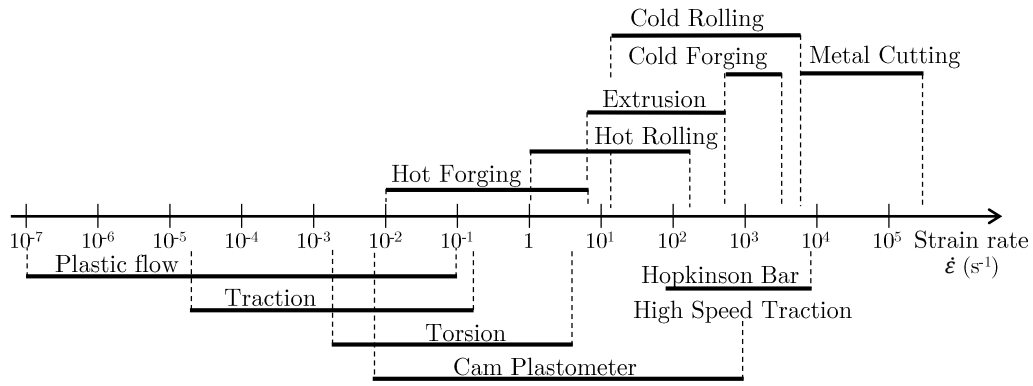 Cold Rolling
Cold Forging Metal Cutting
Extrusion
Hot Rolling
Hot Forging
10⁻⁷ 10⁻⁶ 10⁻⁵ 10⁻⁴ 10⁻³ 10⁻² 10⁻¹ 1 10¹ 10² 10³ 10⁴ 10⁵ Strain rate
ε̇ (s⁻¹)
Plastic flow
Hopkinson Bar
Traction
High Speed Traction
Torsion
Cam Plastometer